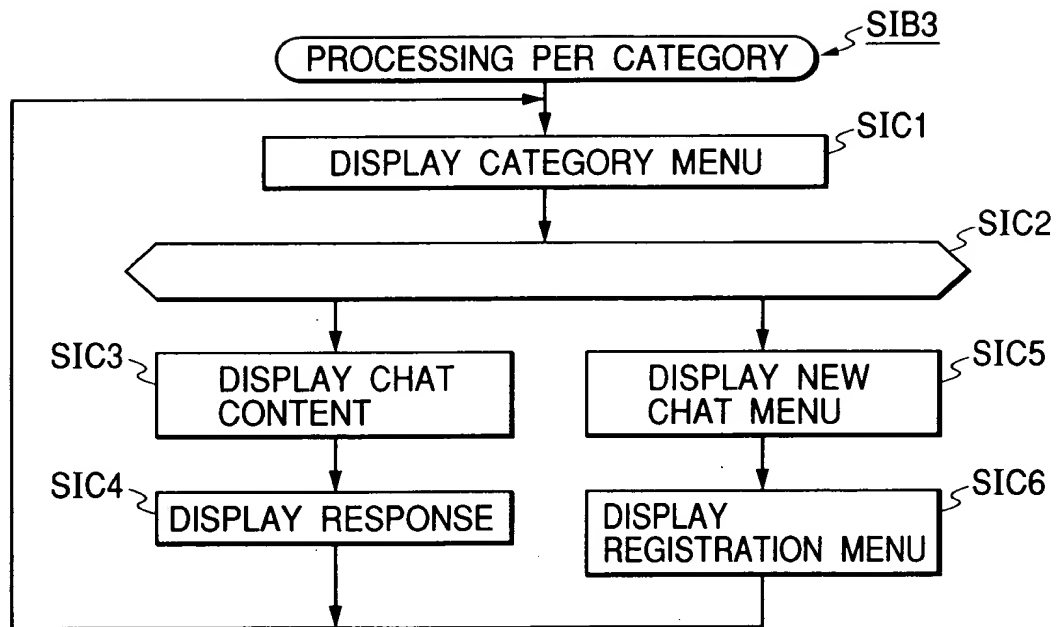 SIB3
PROCESSING PER CATEGORY
SIC1
DISPLAY CATEGORY MENU
SIC2
SIC3
DISPLAY CHAT
CONTENT
SIC5
DISPLAY NEW
CHAT MENU
SIC4
DISPLAY RESPONSE
SIC6
DISPLAY
REGISTRATION MENU